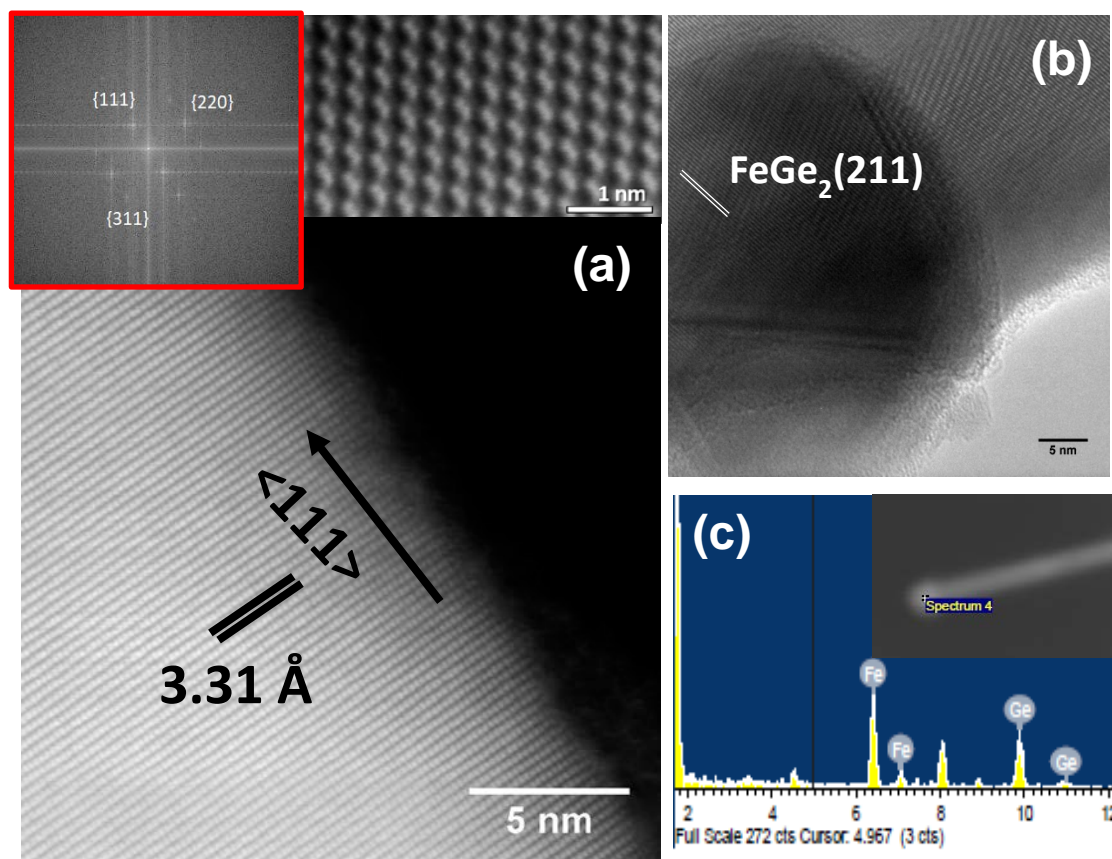 {111}
{220}
{311}
1 nm
(a)
<111>
3.31 Å
5 nm
(b)
FeGe₂(211)
5 nm
(c)
Spectrum 4
Fe
Fe
Ge
Ge
2 4 6 8 10 12
Full Scale 272 cts Cursor: 4.967 (3 cts)